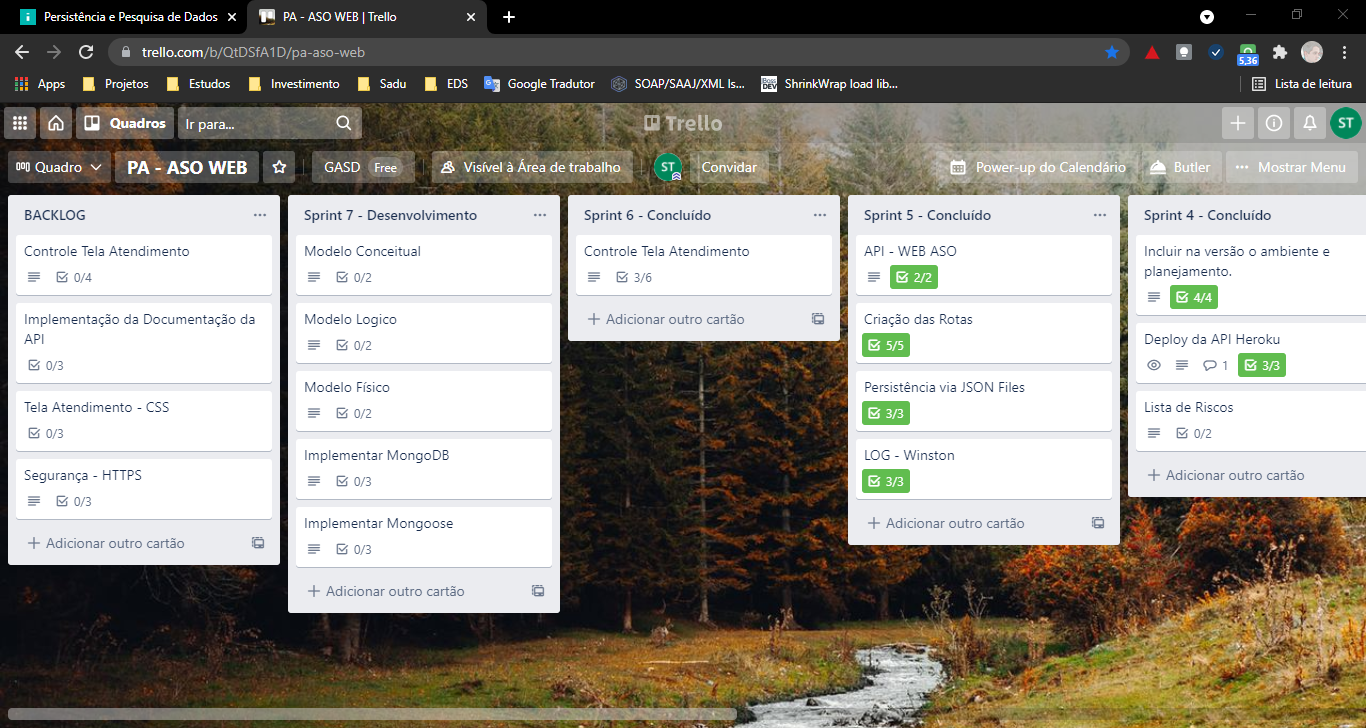 Persistência e Pesquisa de Dados
PA - ASO WEB | Trello
trello.com/b/QtDSfA1D/pa-aso-web
5,36
Apps
Projetos
Estudos
Investimento
Sadu
EDS
Google Tradutor
SOAP/SAAJ/XML Is...
ShrinkWrap load lib...
Lista de leitura
Quadros
Ir para...
Trello
ST
Quadro
PA - ASO WEB
GASD Free
Visível à Área de trabalho
ST
Convidar
Power-up do Calendário
Butler
Mostrar Menu
BACKLOG
Controle Tela Atendimento
0/4
Implementação da Documentação da
API
0/3
Tela Atendimento - CSS
0/3
Segurança - HTTPS
0/3
Adicionar outro cartão
Sprint 7 - Desenvolvimento
Modelo Conceitual
0/2
Modelo Logico
0/2
Modelo Físico
0/2
Implementar MongoDB
0/3
Implementar Mongoose
0/3
Adicionar outro cartão
Sprint 6 - Concluído
Controle Tela Atendimento
3/6
Adicionar outro cartão
Sprint 5 - Concluído
API - WEB ASO
2/2
Criação das Rotas
5/5
Persistência via JSON Files
3/3
LOG - Winston
3/3
Adicionar outro cartão
Sprint 4 - Concluído
Incluir na versão o ambiente e
planejamento.
4/4
Deploy da API Heroku
1 3/3
Lista de Riscos
0/2
Adicionar outro cartão